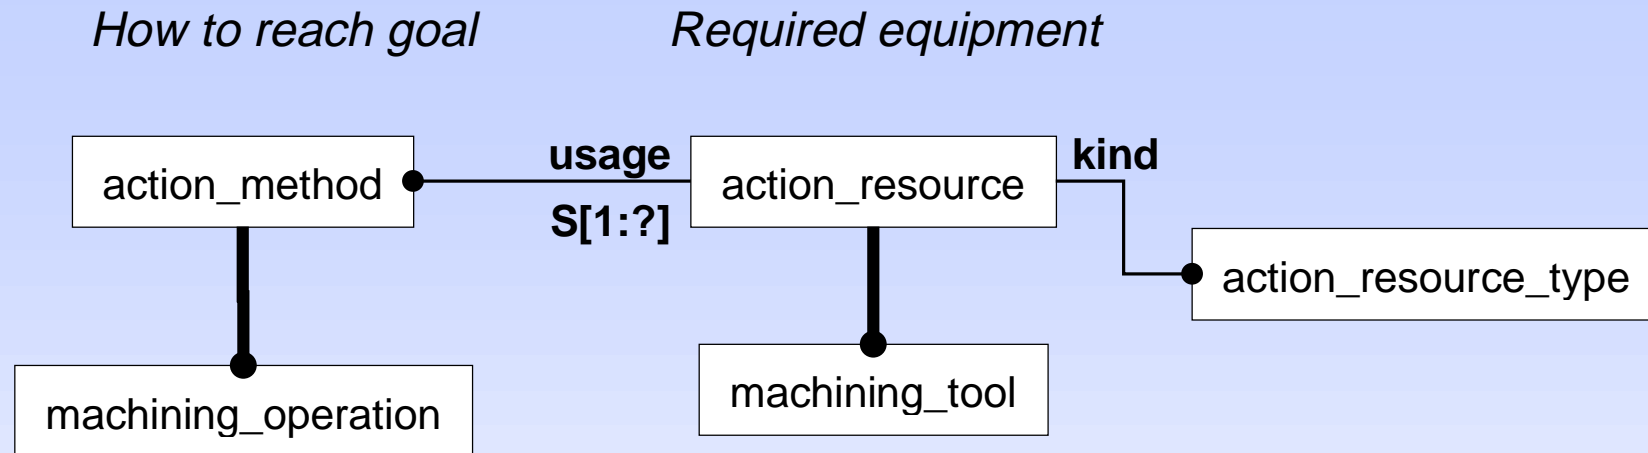 How to reach goal
Required equipment
action_method
usage
S[1:?]
action_resource
kind
action_resource_type
machining_operation
machining_tool